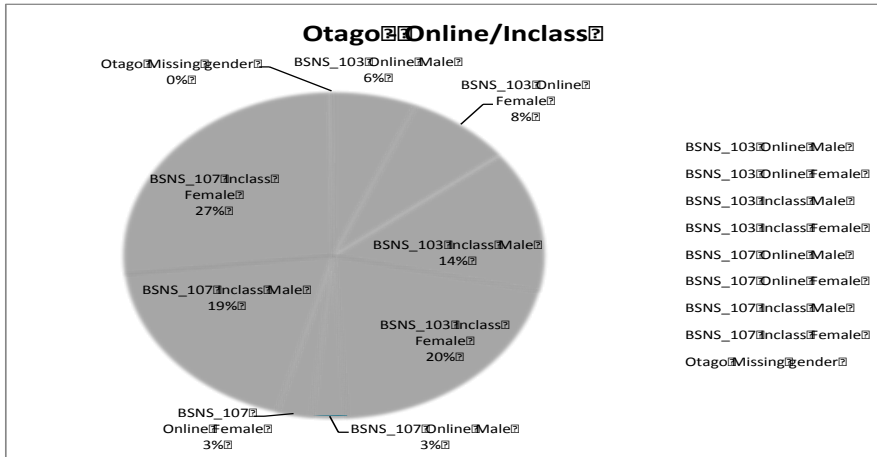 Otago - Online/Inclass
Otago Missing gender
0%
BSNS_103 Online Male
6%
BSNS_103 Online
Female
8%
BSNS_103 Inclass Male
14%
BSNS_103 Inclass
Female
20%
BSNS_107 Online Male
3%
BSNS_107
Online Female
3%
BSNS_107 Inclass Male
19%
BSNS_107 Inclass
Female
27%
BSNS_103 Online Male
BSNS_103 Online Female
BSNS_103 Inclass Male
BSNS_103 Inclass Female
BSNS_107 Online Male
BSNS_107 Online Female
BSNS_107 Inclass Male
BSNS_107 Inclass Female
Otago Missing gender